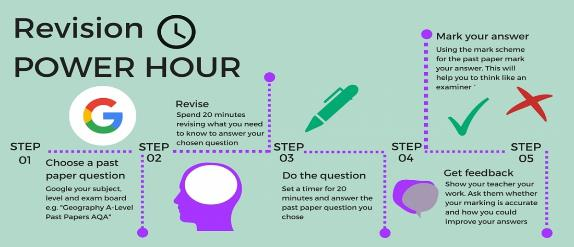 Revision
POWER HOUR
STEP
01
Choose a past
paper question
Google your subject,
level and exam board
e.g. "Geography A-Level
Past Papers AQA"
STEP
02
Revise
Spend 20 minutes
revising what you need
to know to answer your
chosen question
STEP
03
Do the question
Set a timer for 20
minutes and answer the
past paper question you
chose
STEP
04
Mark your answer
Using the mark scheme
for the past paper mark
your answer. This will
help you to think like an
examiner '
STEP
05
Get feedback
Show your teacher your
work. Ask them whether
your marking is accurate
and how you could
improve your answers